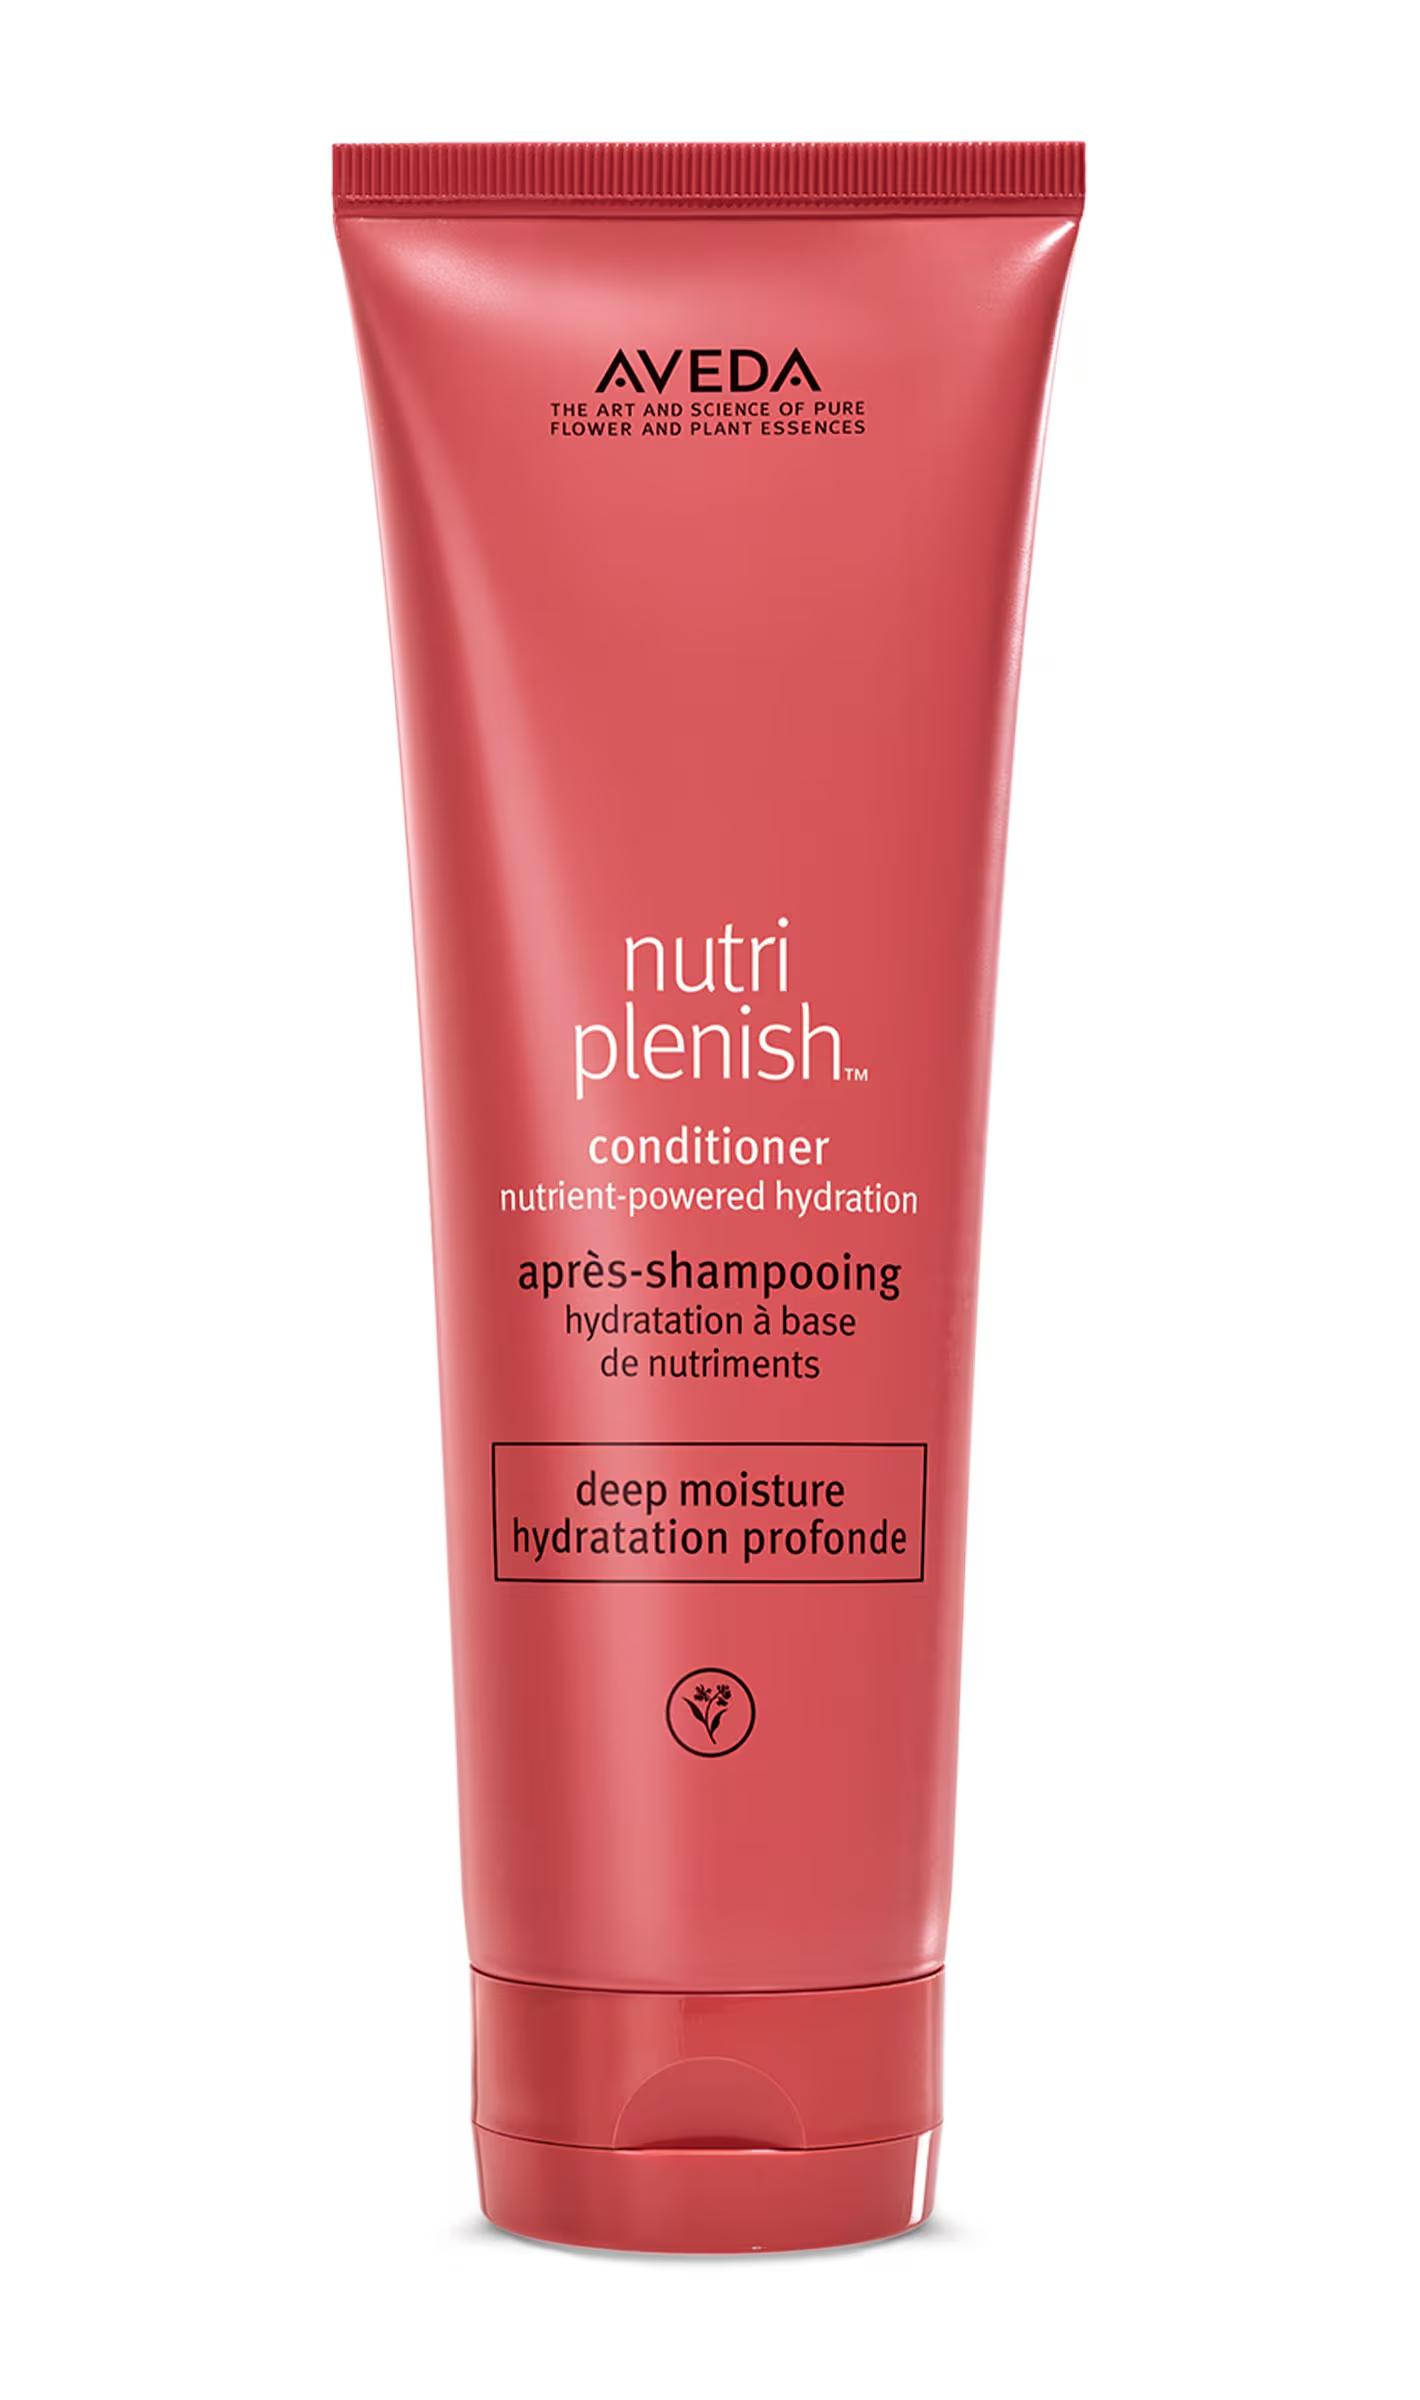 AVEDA
THE ART AND SCIENCE OF PURE
FLOWER AND PLANT ESSENCES
nutri
plenish™
conditioner
nutrient-powered hydration
après-shampooing
hydratation à base
de nutriments
deep moisture
hydratation profonde